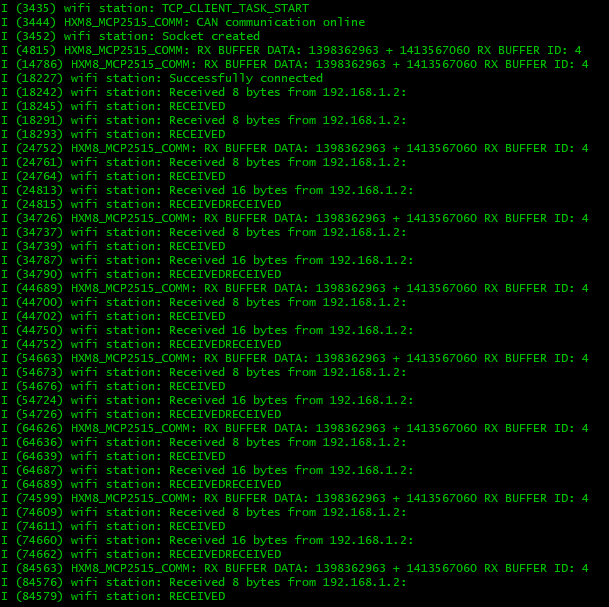 I (3435) wifi station: TCP_CLIENT_TASK_START
I (3444) HXM8_MCP2515_COMM: CAN communication online
I (3452) wifi station: Socket created
I (4815) HXM8_MCP2515_COMM: RX BUFFER DATA: 1398362963 + 1413567060 RX BUFFER ID: 4
I (14786) HXM8_MCP2515_COMM: RX BUFFER DATA: 1398362963 + 1413567060 RX BUFFER ID: 4
I (18227) wifi station: Successfully connected
I (18242) wifi station: Received 8 bytes from 192.168.1.2:
I (18245) wifi station: RECEIVED
I (18291) wifi station: Received 8 bytes from 192.168.1.2:
I (18293) wifi station: RECEIVED
I (24752) HXM8_MCP2515_COMM: RX BUFFER DATA: 1398362963 + 1413567060 RX BUFFER ID: 4
I (24761) wifi station: Received 8 bytes from 192.168.1.2:
I (24764) wifi station: RECEIVED
I (24813) wifi station: Received 16 bytes from 192.168.1.2:
I (24815) wifi station: RECEIVEDRECEIVED
I (34726) HXM8_MCP2515_COMM: RX BUFFER DATA: 1398362963 + 1413567060 RX BUFFER ID: 4
I (34737) wifi station: Received 8 bytes from 192.168.1.2:
I (34739) wifi station: RECEIVED
I (34787) wifi station: Received 16 bytes from 192.168.1.2:
I (34790) wifi station: RECEIVEDRECEIVED
I (44689) HXM8_MCP2515_COMM: RX BUFFER DATA: 1398362963 + 1413567060 RX BUFFER ID: 4
I (44700) wifi station: Received 8 bytes from 192.168.1.2:
I (44702) wifi station: RECEIVED
I (44750) wifi station: Received 16 bytes from 192.168.1.2:
I (44752) wifi station: RECEIVEDRECEIVED
I (54663) HXM8_MCP2515_COMM: RX BUFFER DATA: 1398362963 + 1413567060 RX BUFFER ID: 4
I (54673) wifi station: Received 8 bytes from 192.168.1.2:
I (54676) wifi station: RECEIVED
I (54724) wifi station: Received 16 bytes from 192.168.1.2:
I (54726) wifi station: RECEIVEDRECEIVED
I (64626) HXM8_MCP2515_COMM: RX BUFFER DATA: 1398362963 + 1413567060 RX BUFFER ID: 4
I (64636) wifi station: Received 8 bytes from 192.168.1.2:
I (64639) wifi station: RECEIVED
I (64687) wifi station: Received 16 bytes from 192.168.1.2:
I (64689) wifi station: RECEIVEDRECEIVED
I (74599) HXM8_MCP2515_COMM: RX BUFFER DATA: 1398362963 + 1413567060 RX BUFFER ID: 4
I (74609) wifi station: Received 8 bytes from 192.168.1.2:
I (74611) wifi station: RECEIVED
I (74660) wifi station: Received 16 bytes from 192.168.1.2:
I (74662) wifi station: RECEIVEDRECEIVED
I (84563) HXM8_MCP2515_COMM: RX BUFFER DATA: 1398362963 + 1413567060 RX BUFFER ID: 4
I (84576) wifi station: Received 8 bytes from 192.168.1.2:
I (84579) wifi station: RECEIVED